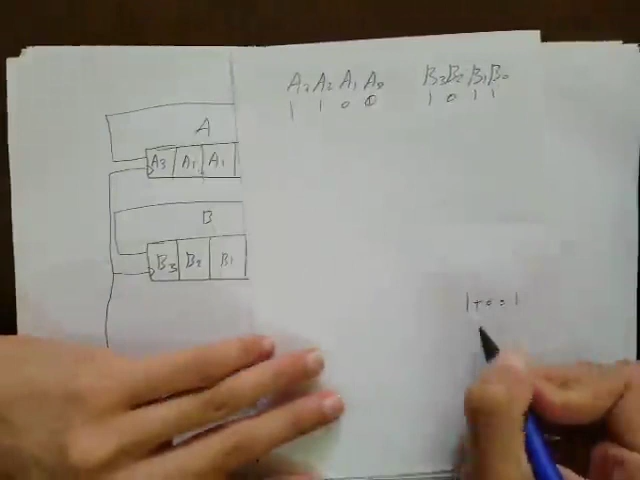 A3 A2 A1 A0
1 1 0 0
B3 B2 B1 B0
1 0 1 1
A
A3 A2 A1
B
B3 B2 B1
1+0=1